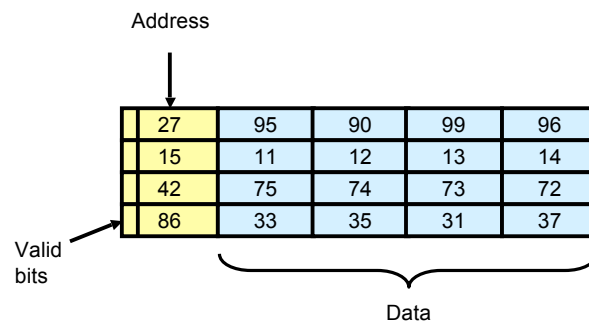 Address
27 95 90 99 96
15 11 12 13 14
42 75 74 73 72
86 33 35 31 37
Valid
bits
Data